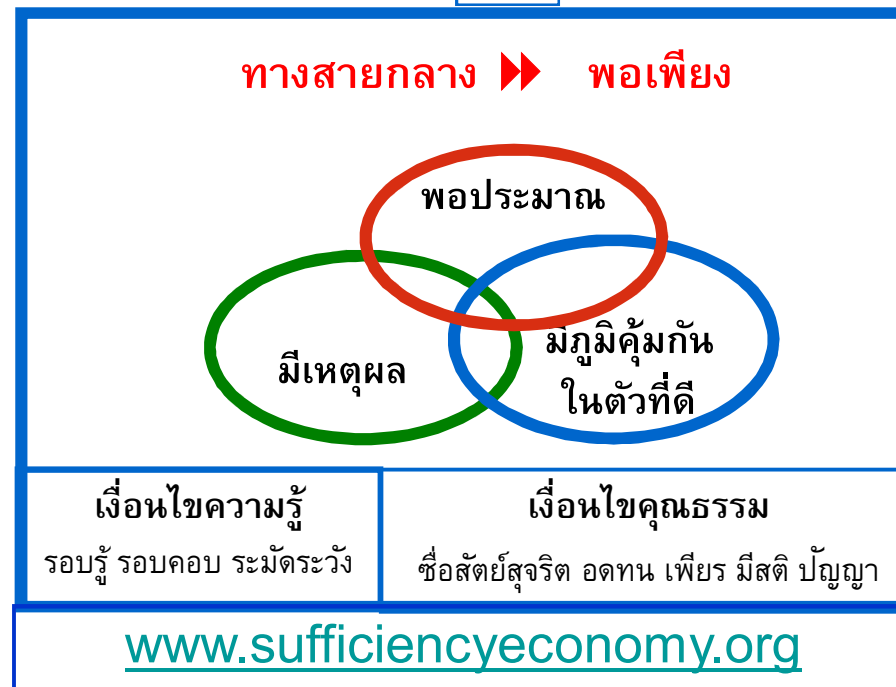 ทางสายกลาง พอเพียง
พอประมาณ
มีเหตุผล
มีภูมิคุ้มกัน
ในตัวที่ดี
เงื่อนไขความรู้
รอบรู้ รอบคอบ ระมัดระวัง
เงื่อนไขคุณธรรม
ซื่อสัตย์สุจริต อดทน เพียร มีสติ ปัญญา
www.sufficiencyeconomy.org